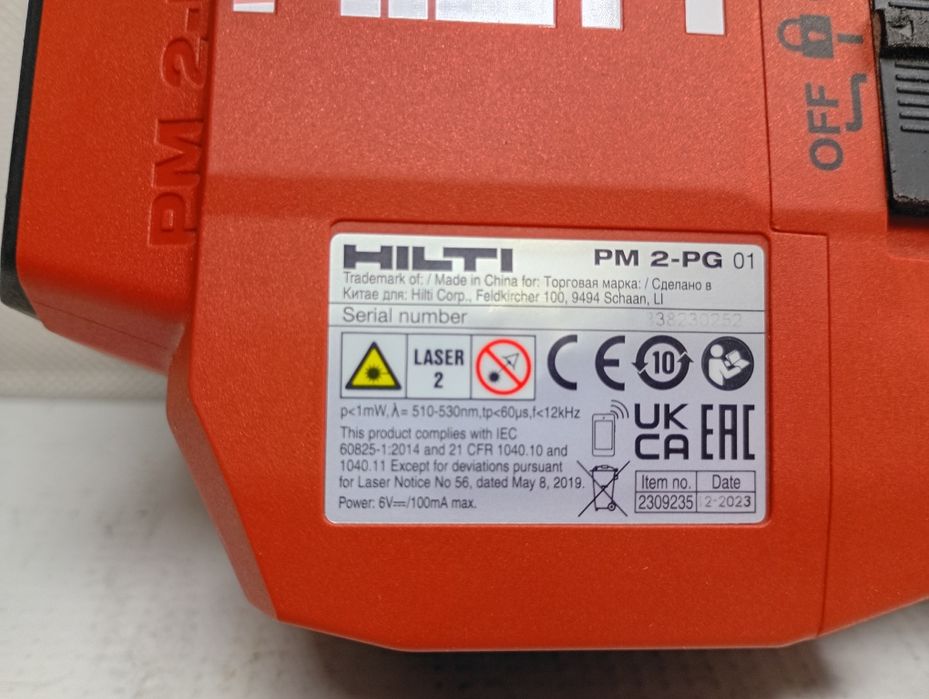 PM 2-
OFF
HILTI PM 2-PG 01
Trademark of: / Made in China for: Торговая марка: / Сделано в
Китае для: Hilti Corp., Feldkircher 100, 9494 Schaan, LI
Serial number 338230252
LASER
2
CE
10
p<1mW, λ= 510-530nm,tp<60µs,f<12kHz
UK
CA
EAC
This product complies with IEC
60825-1:2014 and 21 CFR 1040.10 and
1040.11 Except for deviations pursuant
for Laser Notice No 56, dated May 8, 2019.
Power: 6V⎓/100mA max.
Item no. Date
2309235 12-2023